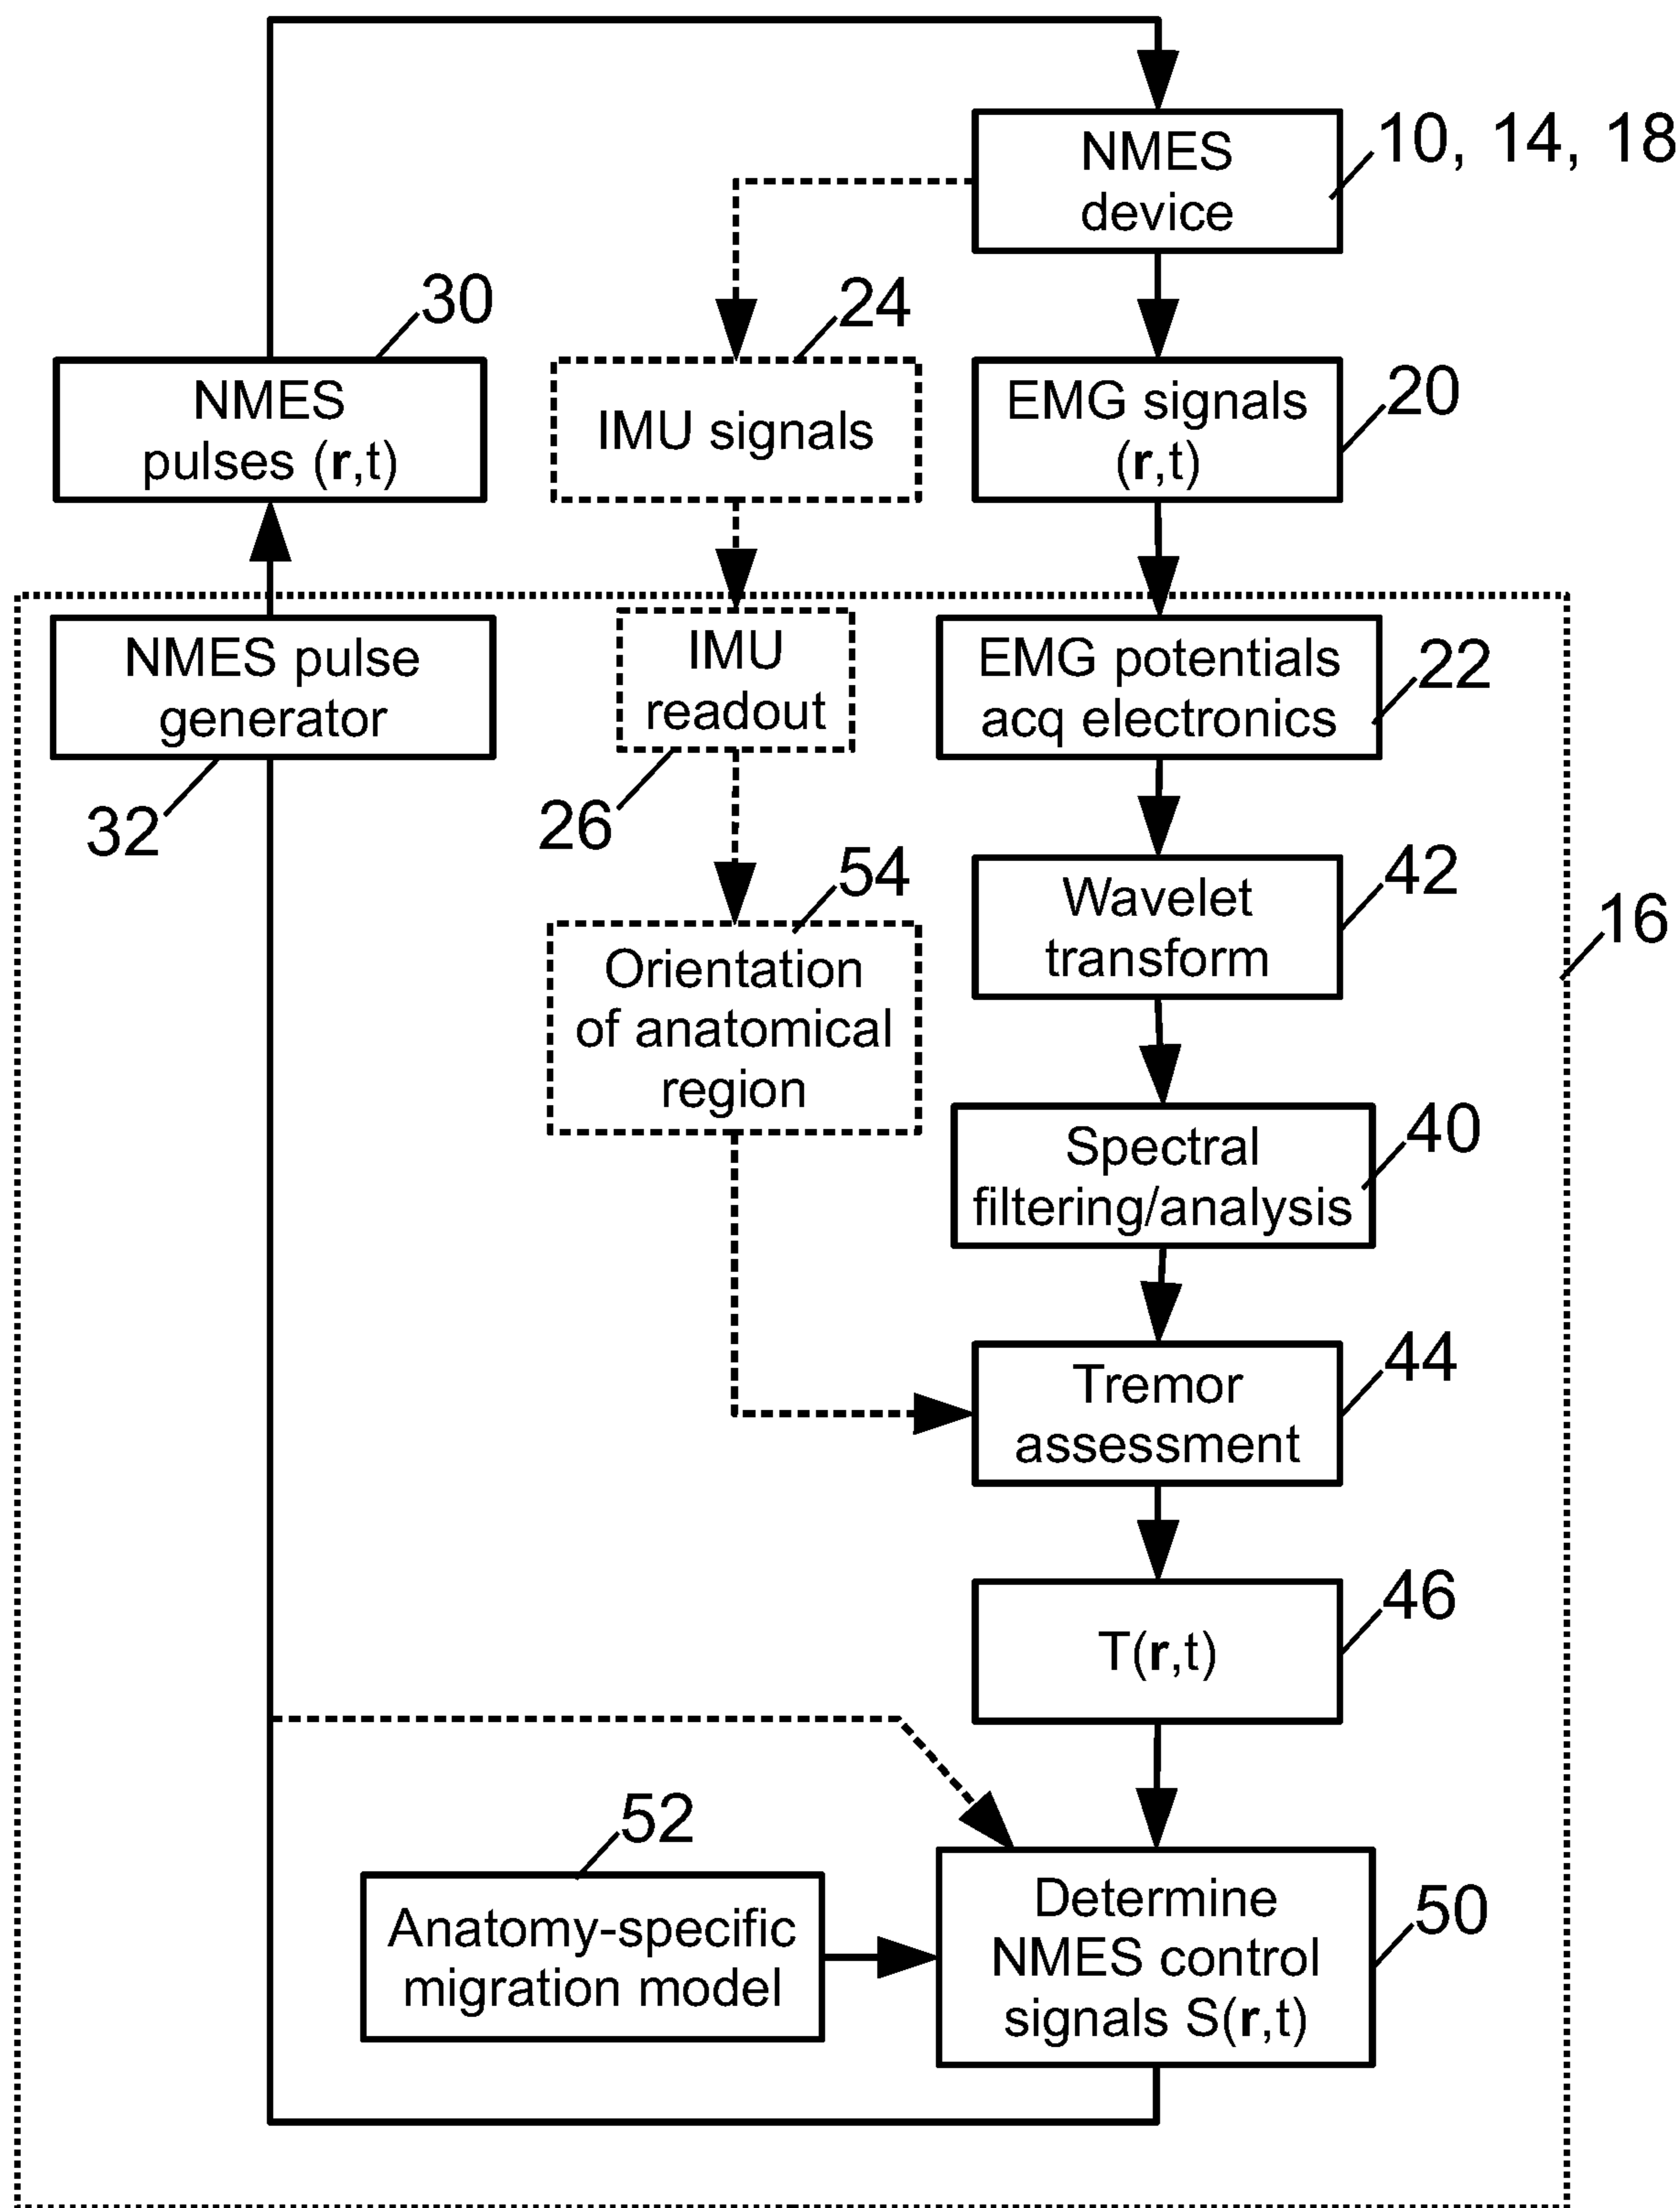 NMES
device
10, 14, 18
30
24
NMES
pulses (r,t)
IMU signals
EMG signals
(r,t)
20
NMES pulse
generator
32
IMU
readout
26
EMG potentials
acq electronics
22
54
Wavelet
transform
42
16
Orientation
of anatomical
region
Spectral
filtering/analysis
40
Tremor
assessment
44
T(r,t)
46
52
Anatomy-specific
migration model
Determine
NMES control
signals S(r,t)
50